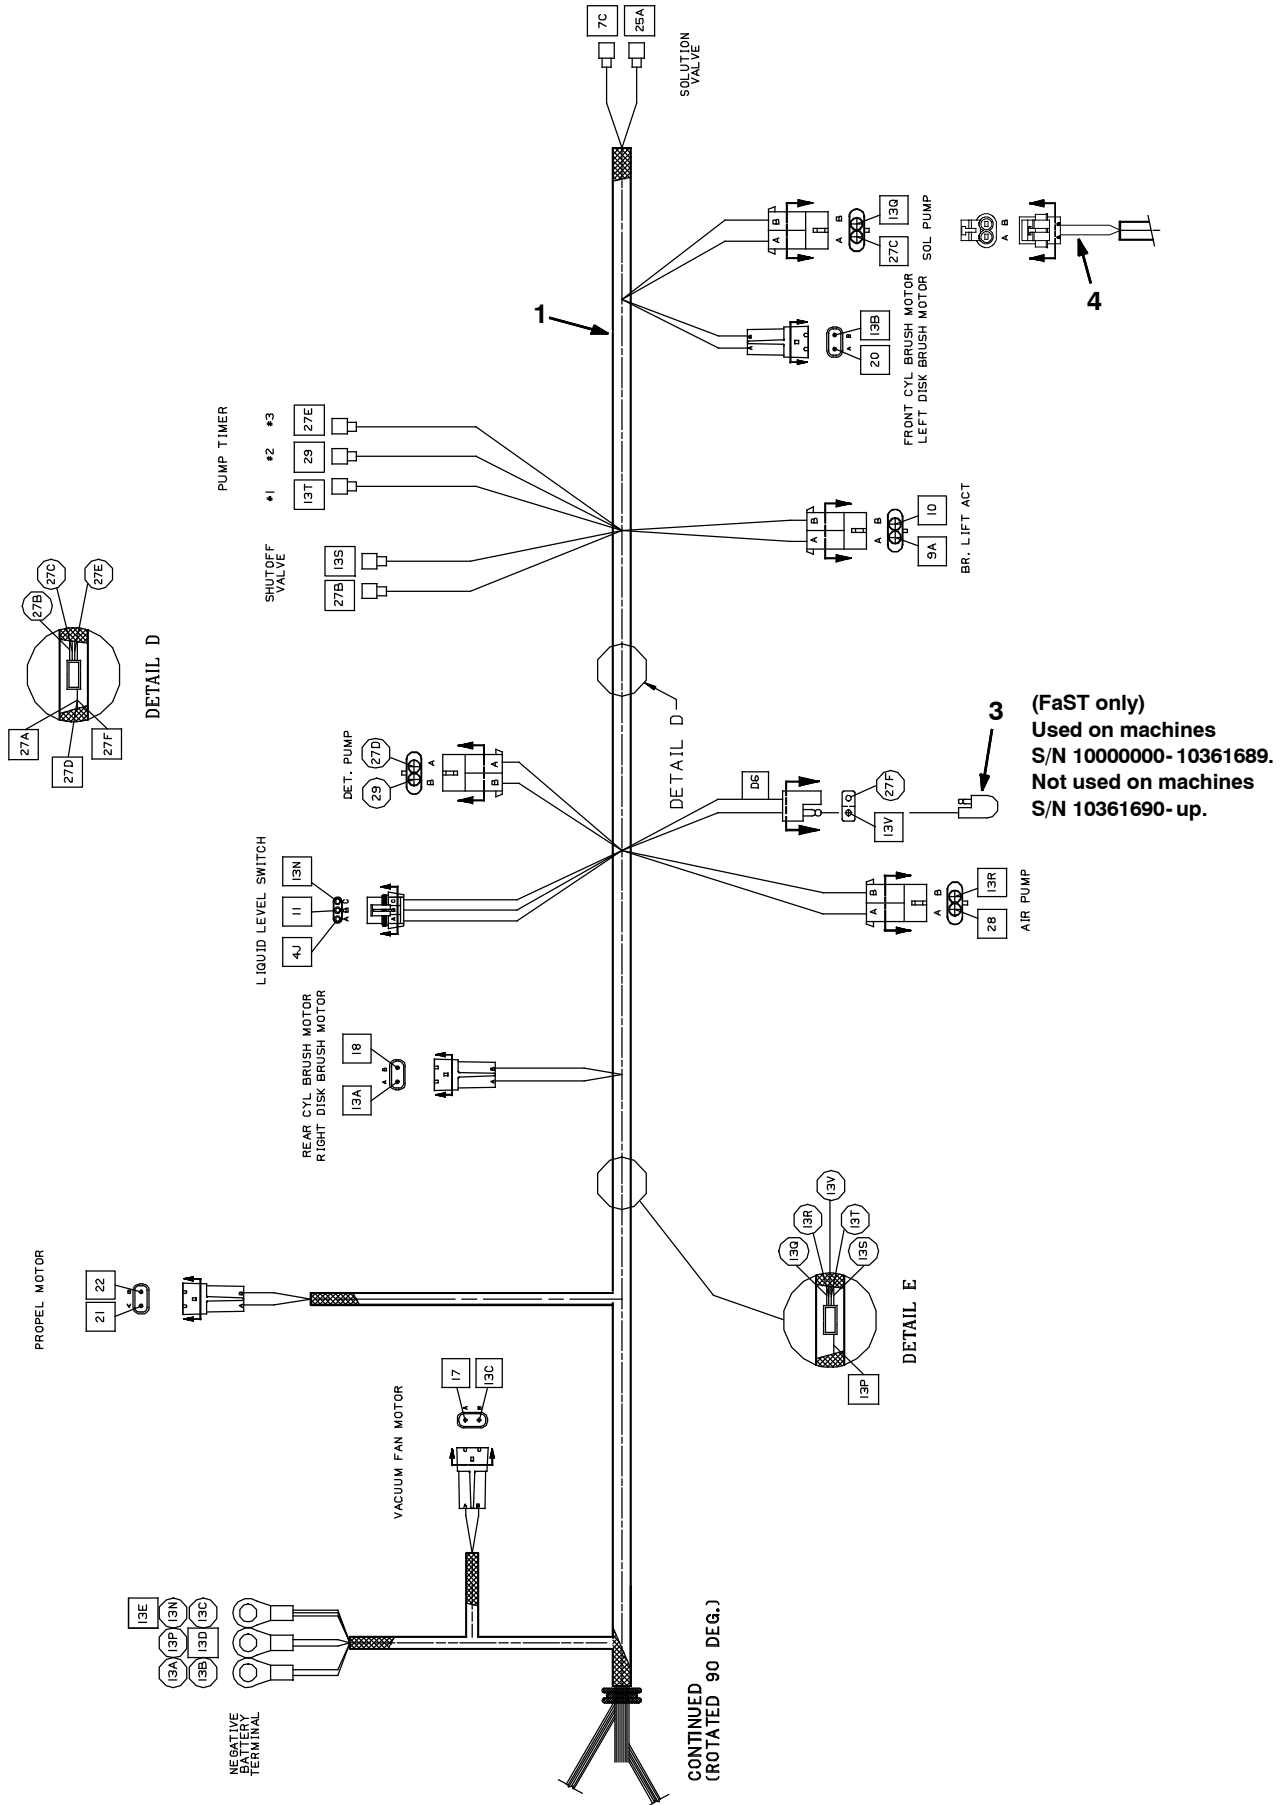 7C
25A
SOLUTION
VALVE
13Q
27C
B
A
B
A
SOL PUMP
B
A
4
1
13B
20
B
A
FRONT CYL BRUSH MOTOR
LEFT DISK BRUSH MOTOR
PUMP TIMER
#1 #2 #3
13T
29
27E
SHUTOFF
VALVE
27B
13S
B
A
B
A
10
9A
BR. LIFT ACT
27B
27C
27E
27A
27D
27F
DETAIL D
DETAIL D
DET. PUMP
29
27D
B A
B A
D6
27F
13V
3
(FaST only)
Used on machines
S/N 10000000-10361689.
Not used on machines
S/N 10361690-up.
LIQUID LEVEL SWITCH
4J
11
13N
A B C
A B C
B
A
B
A
13R
28
AIR PUMP
REAR CYL BRUSH MOTOR
RIGHT DISK BRUSH MOTOR
13A
18
A B
PROPEL MOTOR
21
22
A B
A B
13Q
13R
13V
13T
13S
13P
DETAIL E
VACUUM FAN MOTOR
17
13C
A
B
A
B
13E
13N
13C
13P
13D
13A
13B
NEGATIVE
BATTERY
TERMINAL
CONTINUED
(ROTATED 90 DEG.)